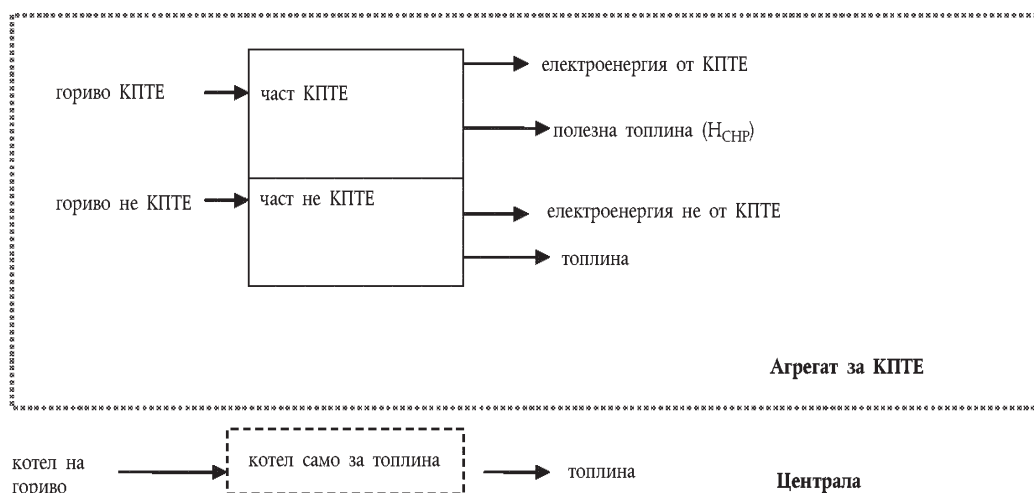 електроенергия от КПТЕ
гориво КПТЕ
част КПТЕ
полезна топлина (H_CHP)
гориво не КПТЕ
част не КПТЕ
електроенергия не от КПТЕ
топлина
Агрегат за КПТЕ
котел на
гориво
котел само за топлина
топлина
Централа